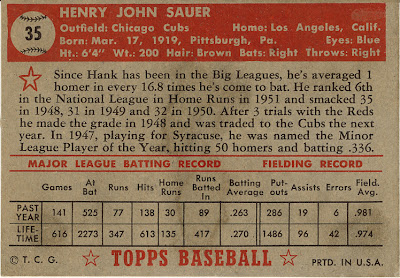 35
HENRY JOHN SAUER
Outfield: Chicago Cubs Home: Los Angeles, Calif.
Born: Mar. 17, 1919, Pittsburgh, Pa. Eyes: Blue
Ht.: 6'4" Wt.: 200 Hair: Brown Bats: Right Throws: Right
Since Hank has been in the Big Leagues, he's averaged 1
homer in every 16.8 times he's come to bat. He ranked 6th
in the National League in Home Runs in 1951 and smacked 35
in 1948, 31 in 1949 and 32 in 1950. After 3 trials with the Reds
he made the grade in 1948 and was traded to the Cubs the
next year. In 1947, playing for Syracuse, he was named the Minor
League Player of the Year, hitting 50 homers and batting .336.
MAJOR LEAGUE BATTING RECORD FIELDING RECORD
Games At Bat Runs Hits Home Runs Runs Batted In Batting Average Put-outs Assists Errors Field. Avg.
PAST YEAR 141 525 77 138 30 89 .263 286 19 6 .981
LIFE-TIME 616 2273 347 613 135 417 .270 1486 96 42 .974
© T. C. G. TOPPS BASEBALL PRTD. IN U.S.A.